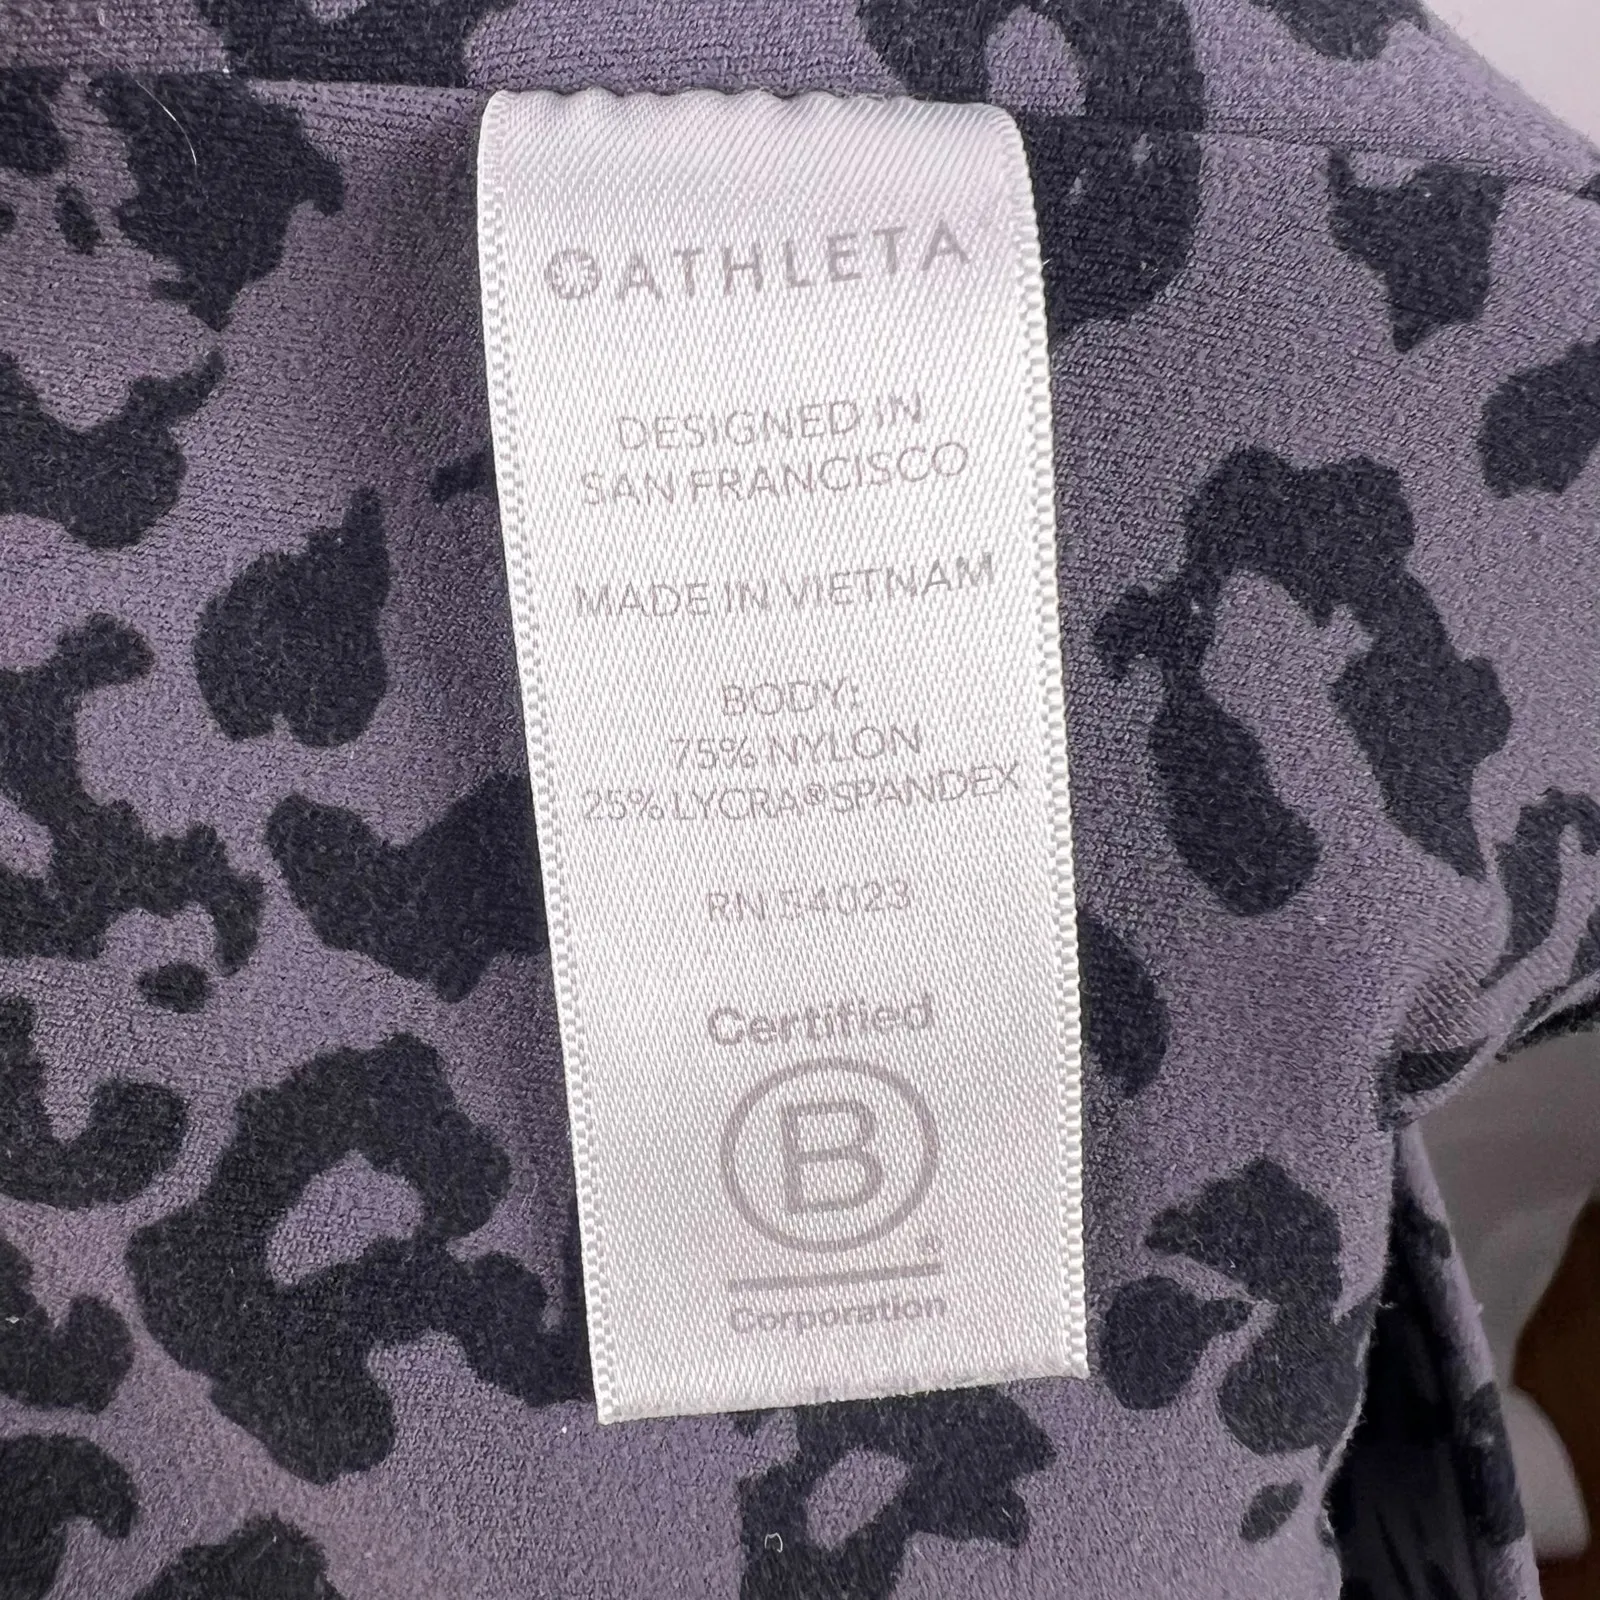 ATHLETA
DESIGNED IN
SAN FRANCISCO
MADE IN VIETNAM
BODY:
75% NYLON
25% LYCRA® SPANDEX
RN 54023
Certified
B
®
Corporation